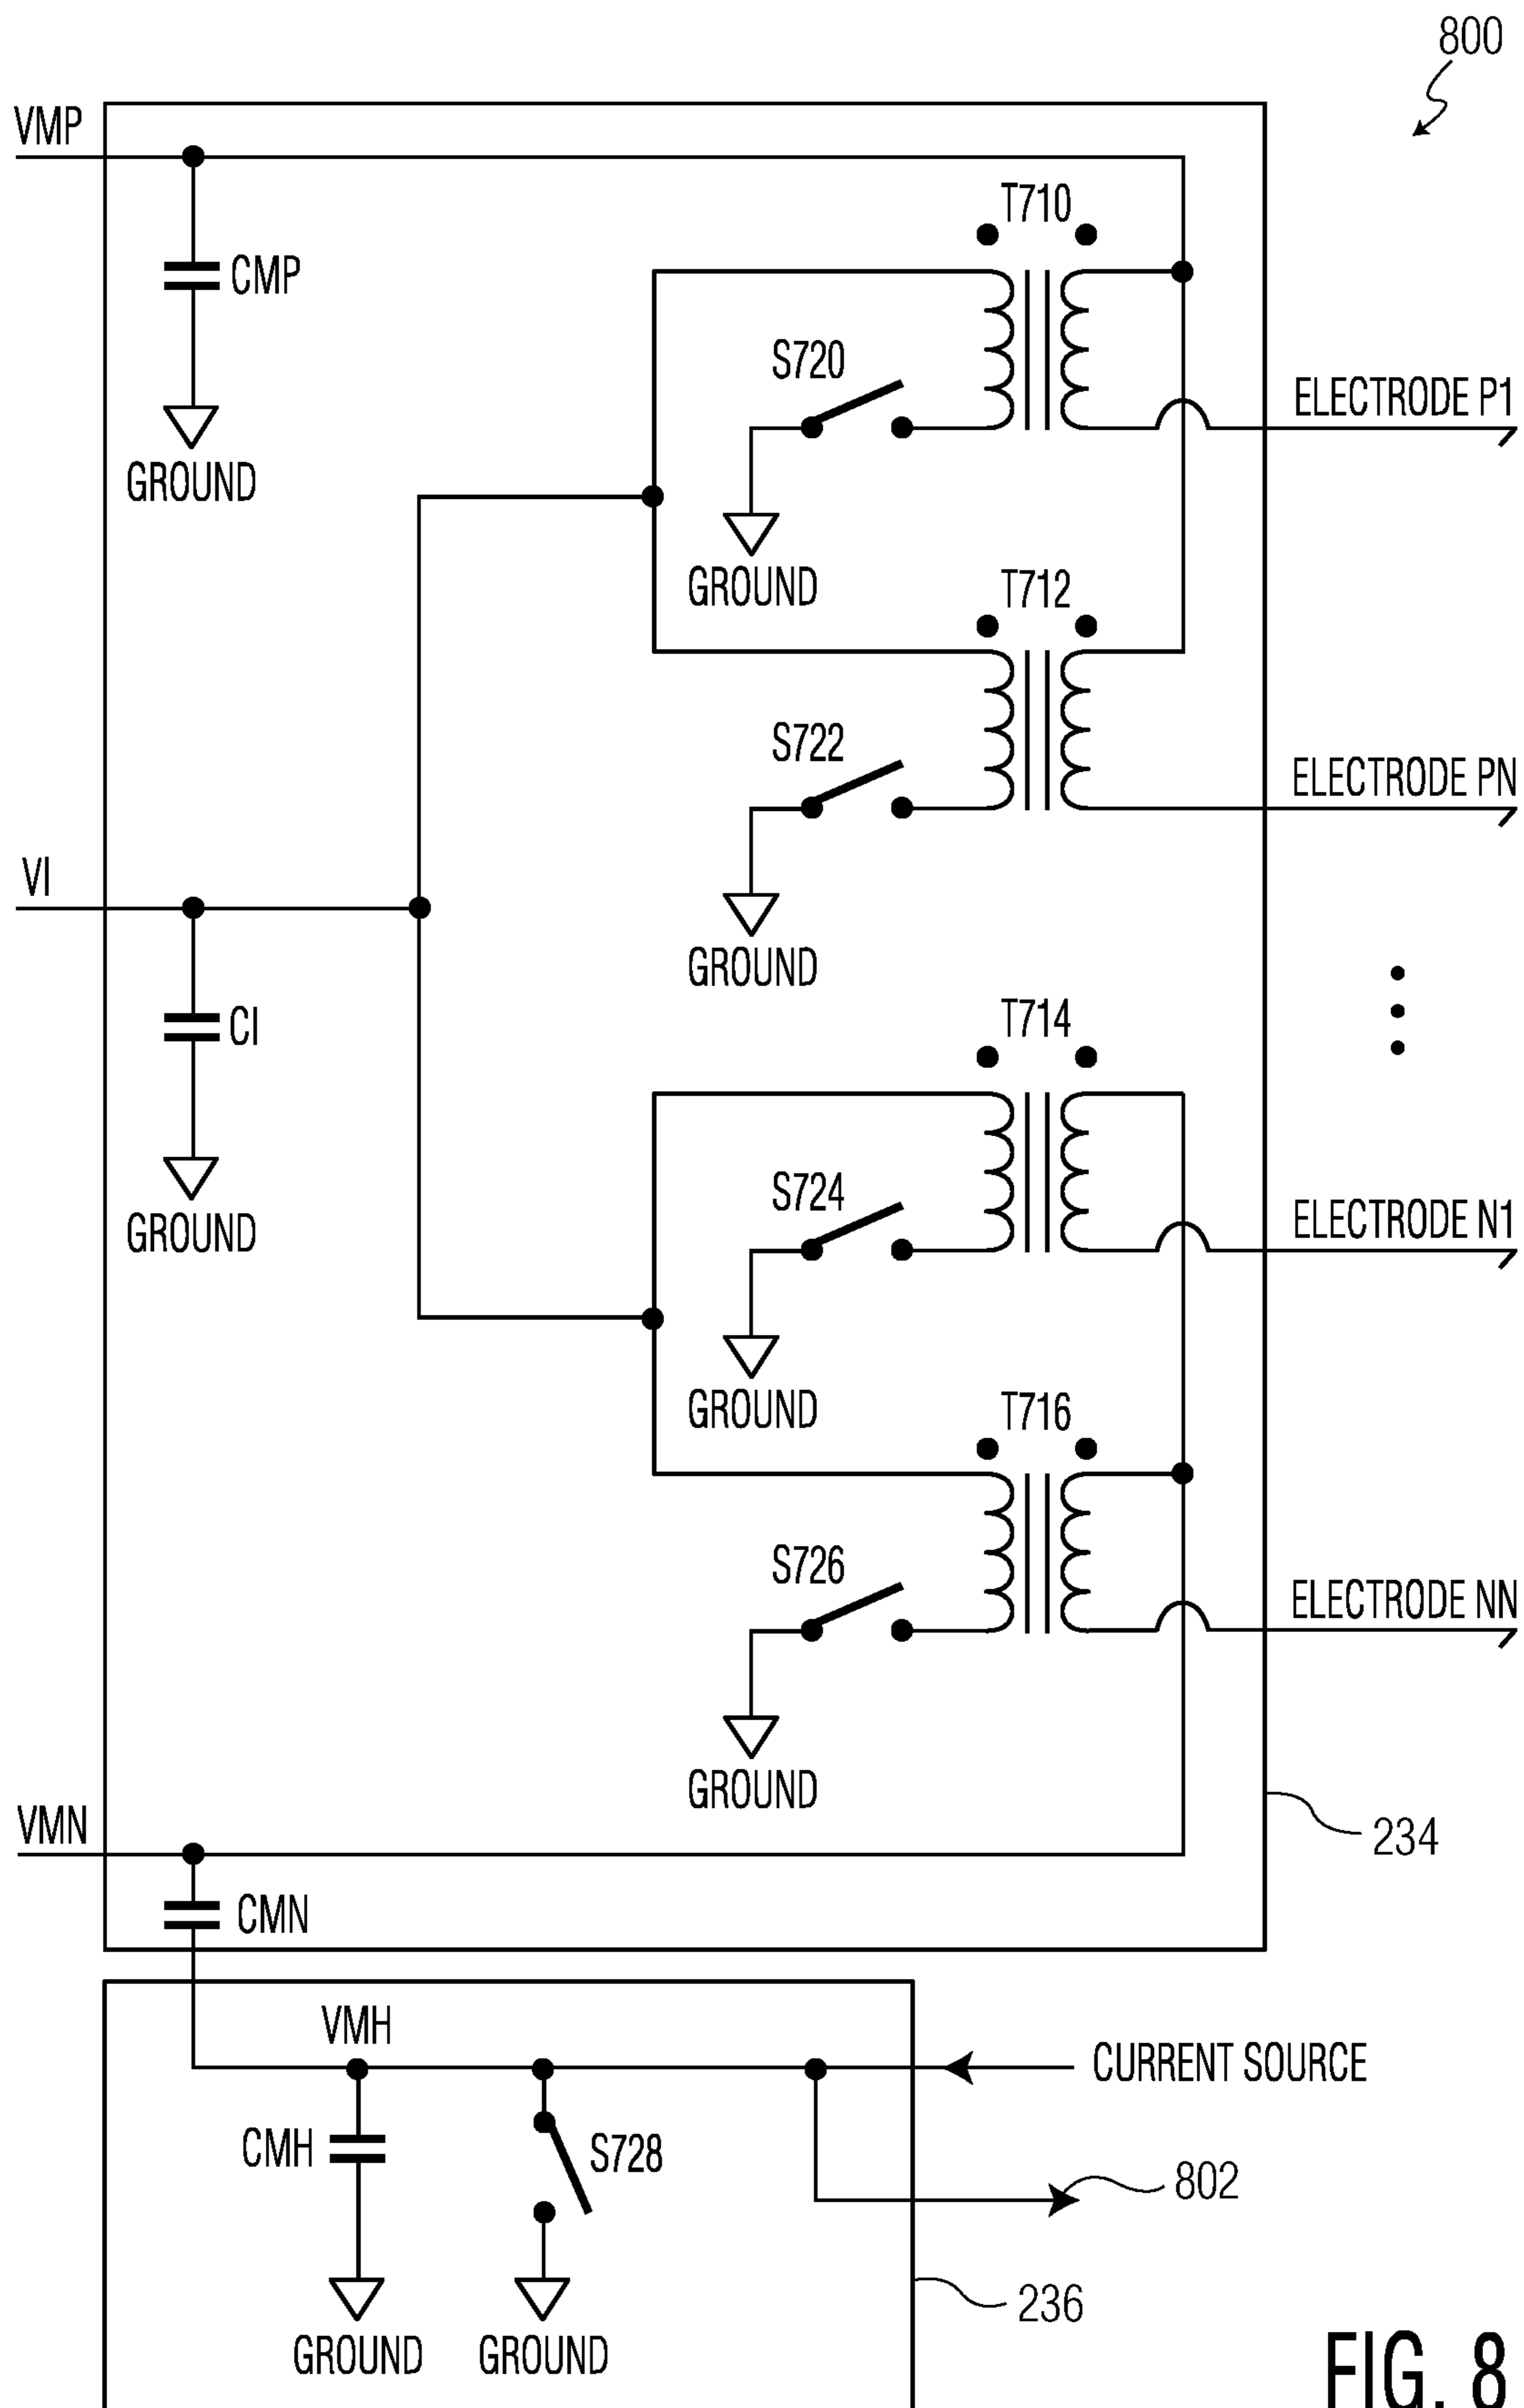 800
VMP
T710
CMP
S720
ELECTRODE P1
GROUND
GROUND
T712
S722
ELECTRODE PN
VI
GROUND
T714
CI
S724
ELECTRODE N1
GROUND
GROUND
T716
S726
ELECTRODE NN
GROUND
VMN
234
CMN
VMH
CURRENT SOURCE
CMH
S728
802
236
GROUND
GROUND
FIG. 8